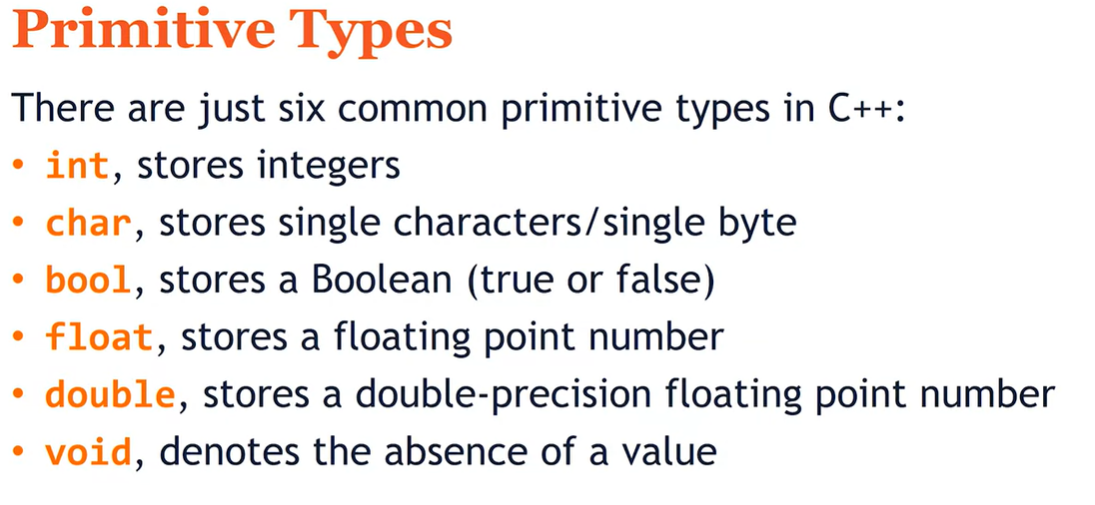 Primitive Types
There are just six common primitive types in C++:
• int, stores integers
• char, stores single characters/single byte
• bool, stores a Boolean (true or false)
• float, stores a floating point number
• double, stores a double-precision floating point number
• void, denotes the absence of a value